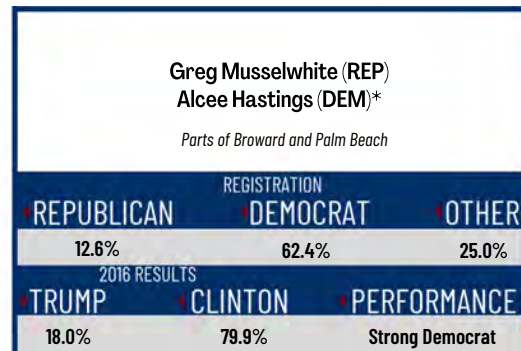 Greg Musselwhite (REP)
Alcee Hastings (DEM)*
Parts of Broward and Palm Beach
REGISTRATION
REPUBLICAN DEMOCRAT OTHER
12.6% 62.4% 25.0%
2016 RESULTS
TRUMP CLINTON PERFORMANCE
18.0% 79.9% Strong Democrat